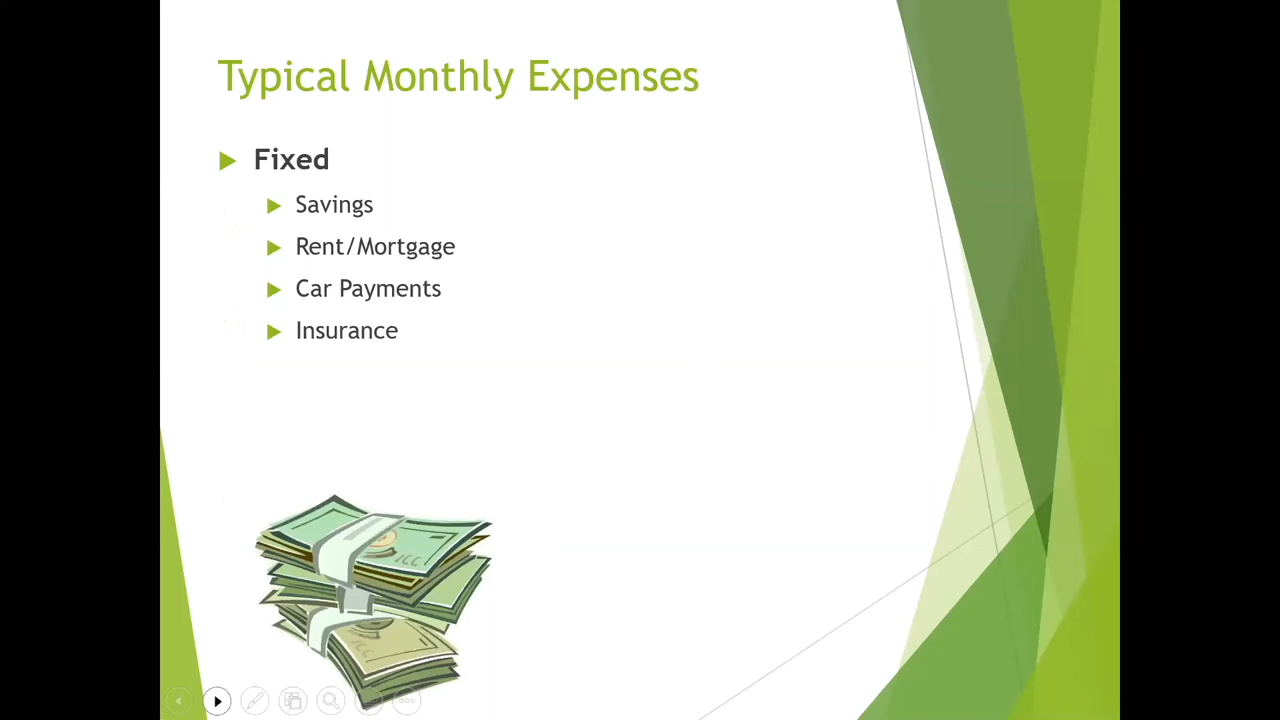 Typical Monthly Expenses
Fixed
Savings
Rent/Mortgage
Car Payments
Insurance